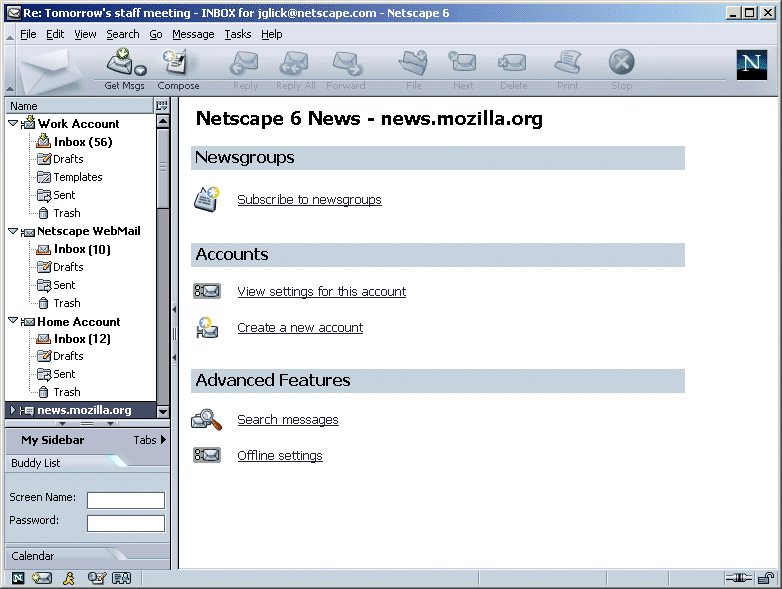 Re: Tomorrow's staff meeting - INBOX for jglick@netscape.com - Netscape 6
File Edit View Search Go Message Tasks Help
Get Msgs Compose Reply Reply All Forward File Next Delete Print Stop
N
Name
Work Account
Inbox (56)
Drafts
Templates
Sent
Trash
Netscape WebMail
Inbox (10)
Drafts
Sent
Trash
Home Account
Inbox (12)
Drafts
Sent
Trash
news.mozilla.org
My Sidebar Tabs
Buddy List
Screen Name:
Password:
Calendar
Netscape 6 News - news.mozilla.org
Newsgroups
Subscribe to newsgroups
Accounts
View settings for this account
Create a new account
Advanced Features
Search messages
Offline settings
N